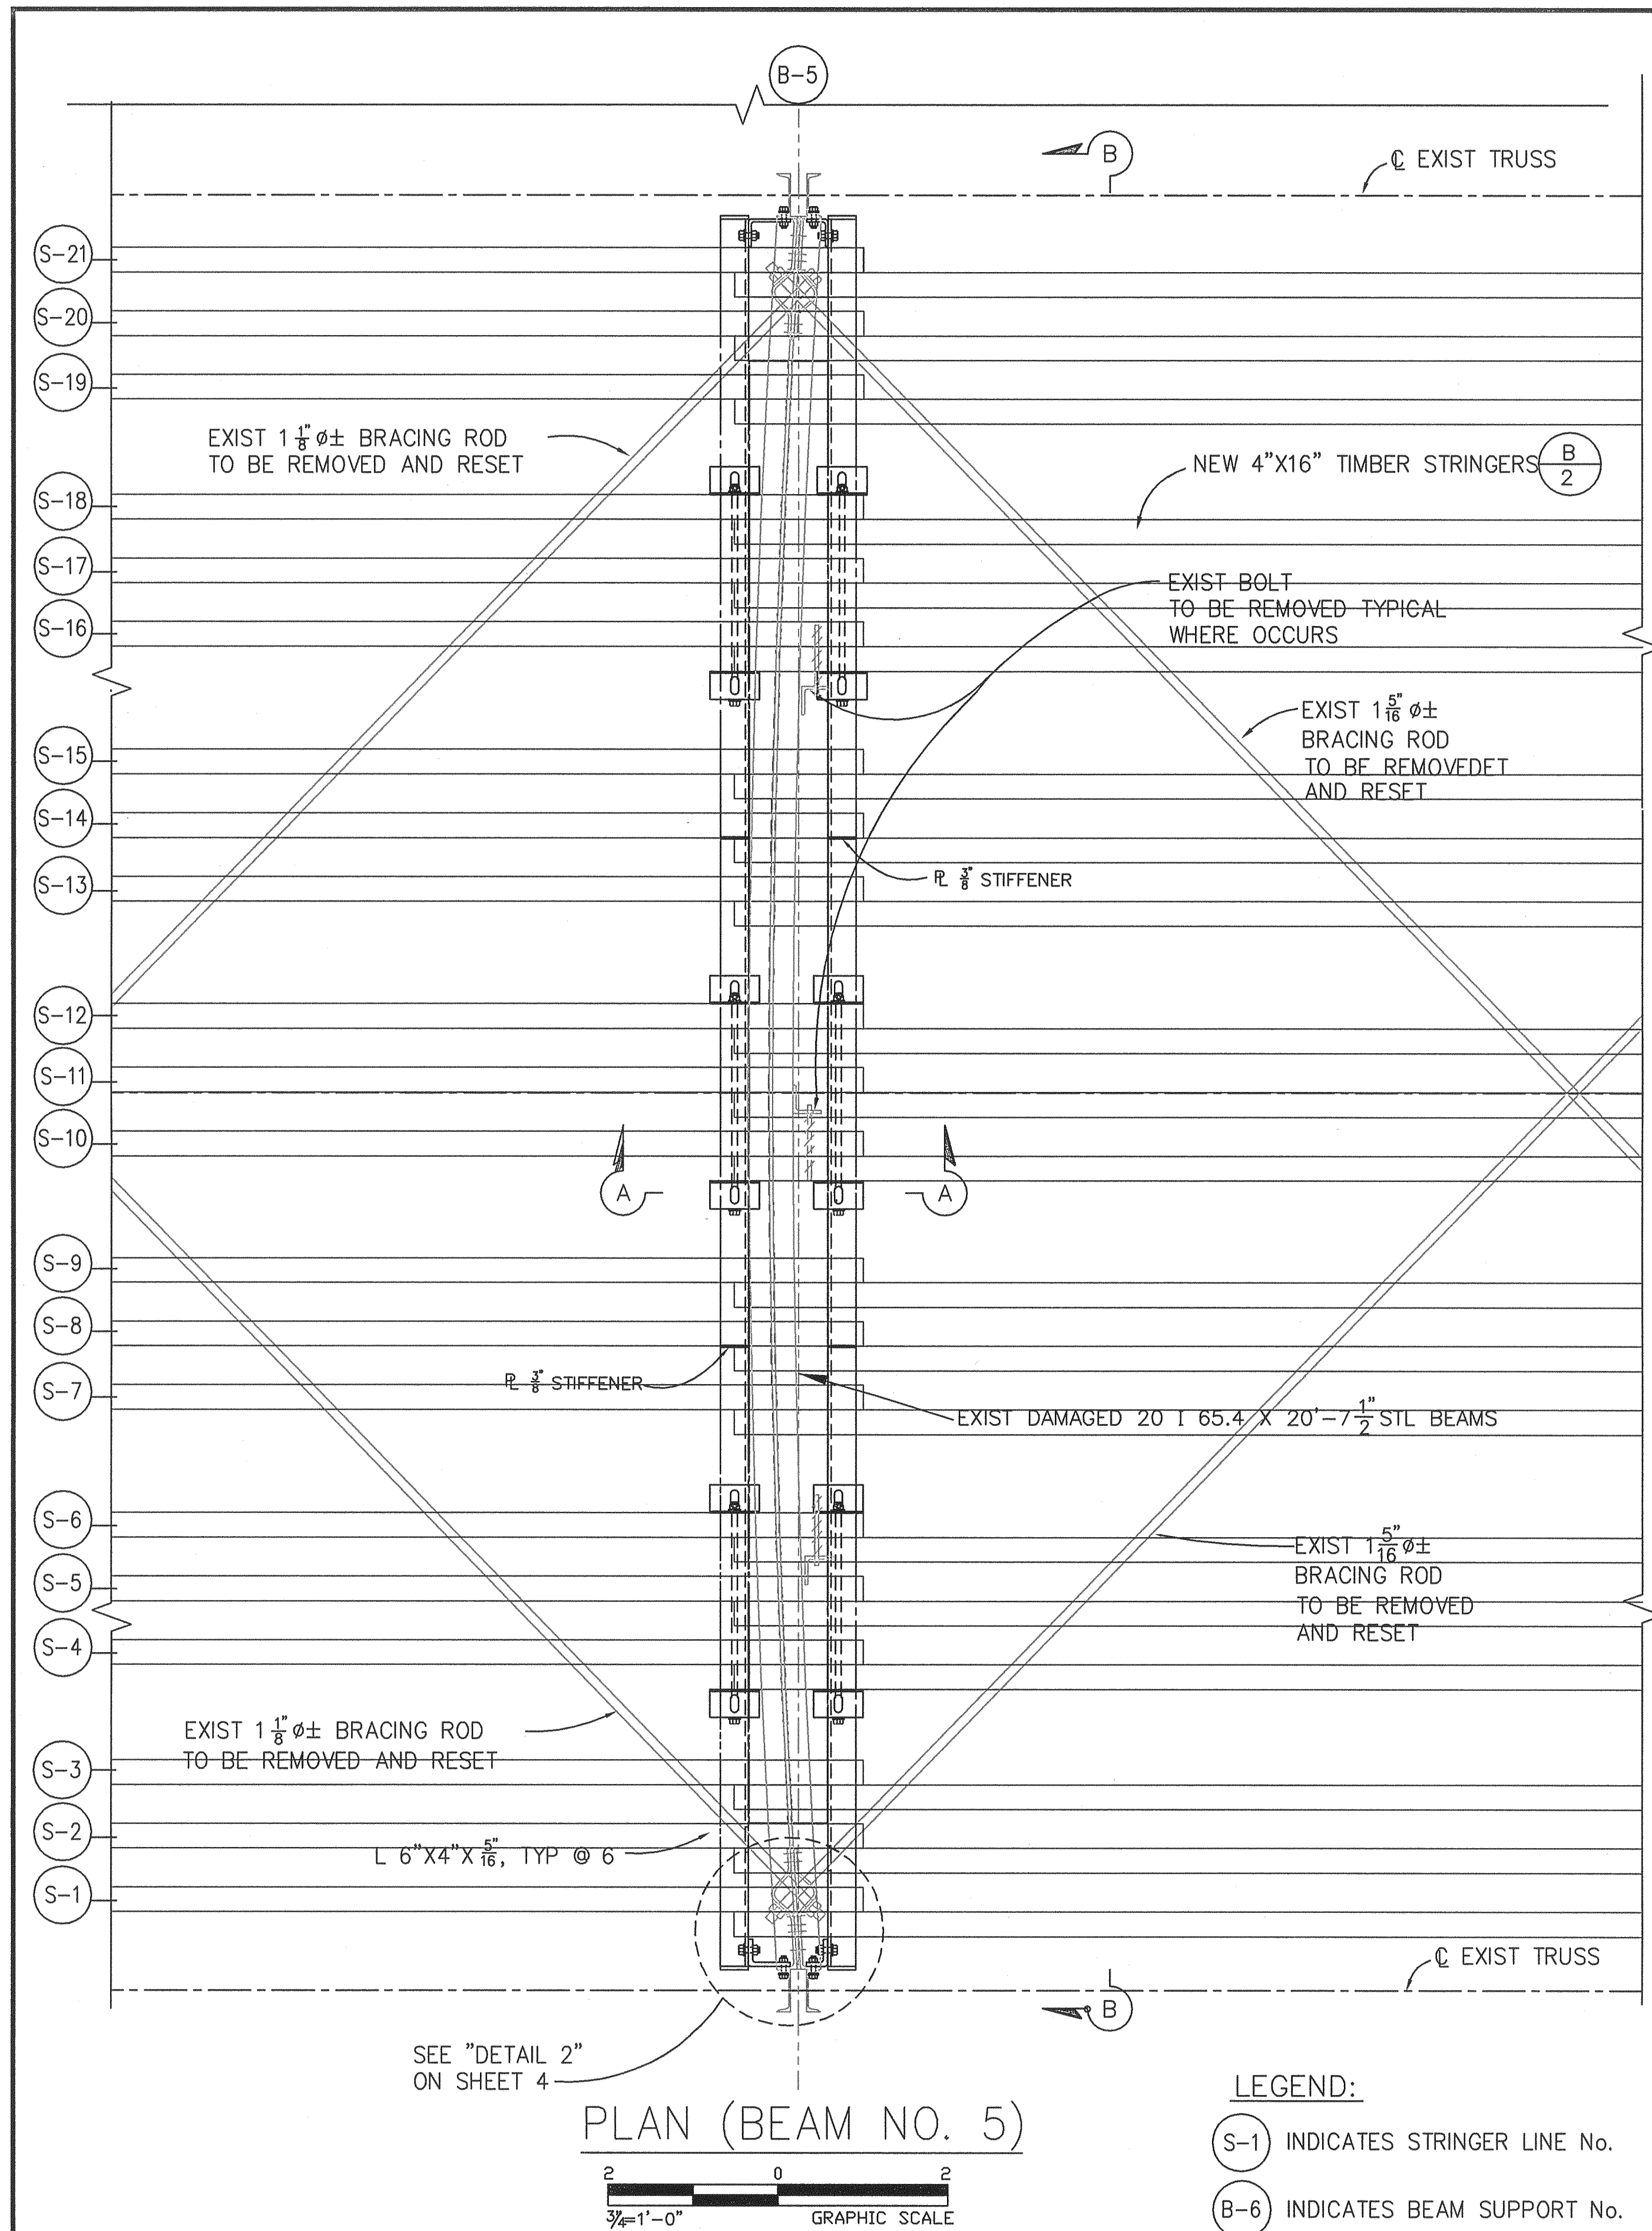 B-5
B
℄ EXIST TRUSS
S-21
S-20
S-19
EXIST 1 1/8" ø± BRACING ROD
TO BE REMOVED AND RESET
NEW 4"X16" TIMBER STRINGERS
B
2
S-18
S-17
EXIST BOLT
TO BE REMOVED TYPICAL
WHERE OCCURS
S-16
EXIST 1 5/16" ø±
BRACING ROD
TO BE REMOVEDET
AND RESET
S-15
S-14
S-13
PL 3/8" STIFFENER
S-12
S-11
S-10
A
A
S-9
S-8
S-7
PL 3/8" STIFFENER
EXIST DAMAGED 20 I 65.4 X 20'-7 1/2" STL BEAMS
S-6
S-5
EXIST 1 5/16" ø±
BRACING ROD
TO BE REMOVED
AND RESET
S-4
EXIST 1 1/8" ø± BRACING ROD
TO BE REMOVED AND RESET
S-3
S-2
L 6"X4"X 5/16", TYP @ 6
S-1
℄ EXIST TRUSS
B
SEE "DETAIL 2"
ON SHEET 4
PLAN (BEAM NO. 5)
2 0 2
3/4=1'-0" GRAPHIC SCALE
LEGEND:
S-1 INDICATES STRINGER LINE No.
B-6 INDICATES BEAM SUPPORT No.